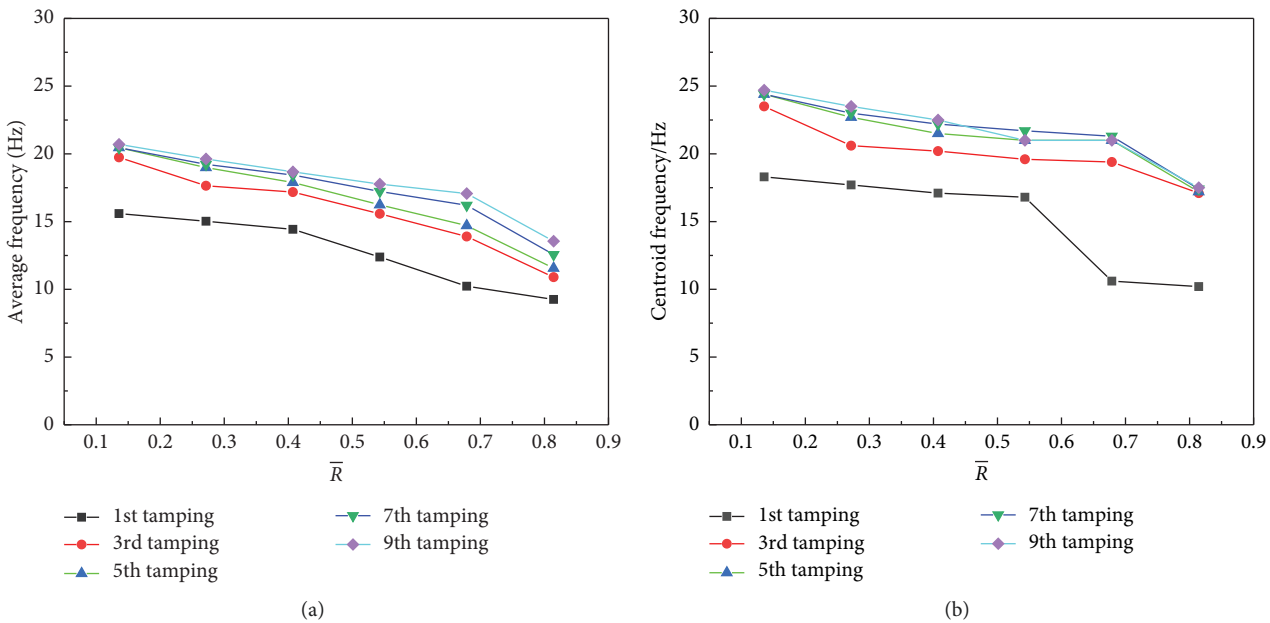 30
25
20
15
10
5
0
Average frequency (Hz)
0.1 0.2 0.3 0.4 0.5 0.6 0.7 0.8 0.9
R̅
1st tamping
3rd tamping
5th tamping
7th tamping
9th tamping
(a)
30
25
20
15
10
5
0
Centroid frequency/Hz
0.1 0.2 0.3 0.4 0.5 0.6 0.7 0.8 0.9
R̅
1st tamping
3rd tamping
5th tamping
7th tamping
9th tamping
(b)